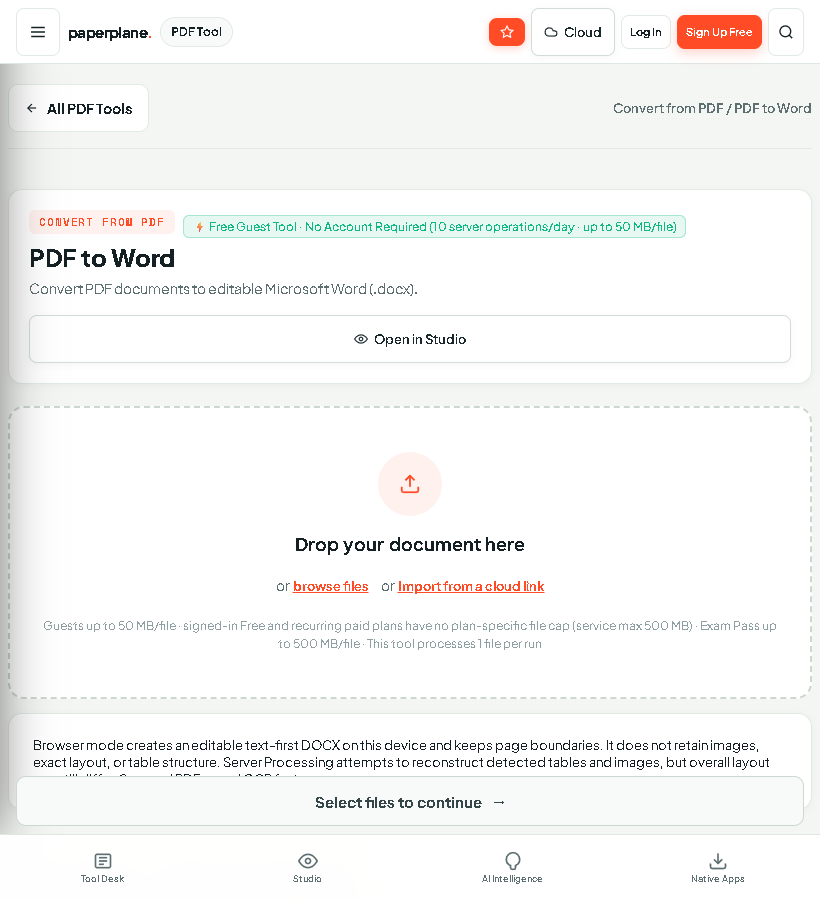 paperplane.
PDF Tool
Cloud
Log In
Sign Up Free
All PDF Tools
Convert from PDF / PDF to Word
CONVERT FROM PDF
Free Guest Tool · No Account Required (10 server operations/day · up to 50 MB/file)
PDF to Word
Convert PDF documents to editable Microsoft Word (.docx).
Open in Studio
Drop your document here
or browse files or Import from a cloud link
Guests up to 50 MB/file · signed-in Free and recurring paid plans have no plan-specific file cap (service max 500 MB) · Exam Pass up
to 500 MB/file · This tool processes 1 file per run
Browser mode creates an editable text-first DOCX on this device and keeps page boundaries. It does not retain images,
exact layout, or table structure. Server Processing attempts to reconstruct detected tables and images, but overall layout
Select files to continue →
Tool Desk
Studio
AI Intelligence
Native Apps